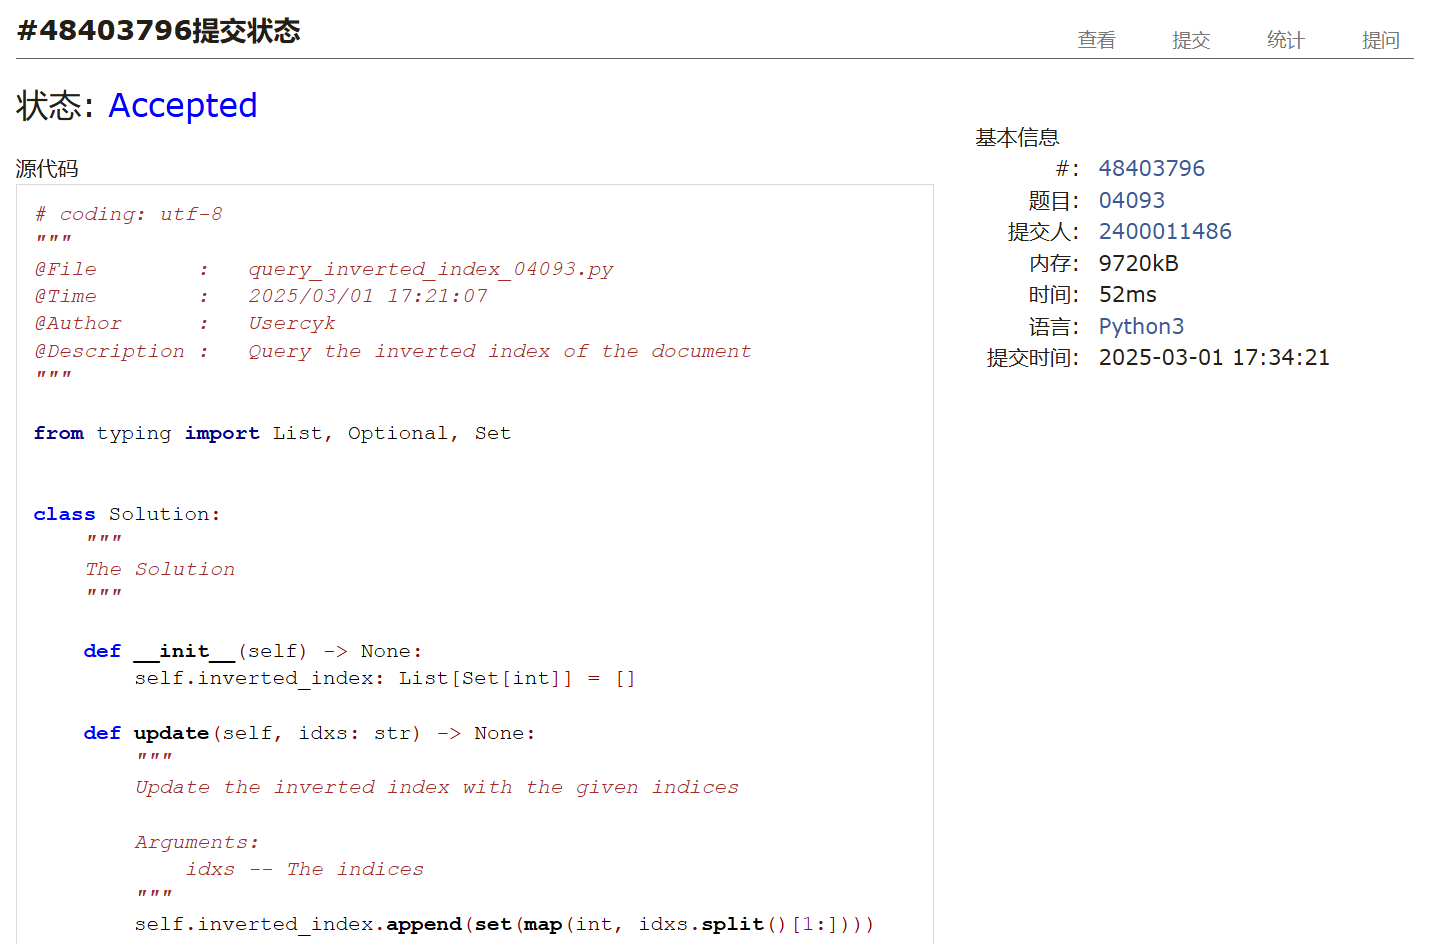 #48403796提交状态
查看 提交 统计 提问
状态: Accepted
源代码
# coding: utf-8
"""
@File        :   query_inverted_index_04093.py
@Time        :   2025/03/01 17:21:07
@Author      :   Usercyk
@Description :   Query the inverted index of the document
"""
from typing import List, Optional, Set
class Solution:
    """
    The Solution
    """
    def __init__(self) -> None:
        self.inverted_index: List[Set[int]] = []
    def update(self, idxs: str) -> None:
        """
        Update the inverted index with the given indices
        Arguments:
            idxs -- The indices
        """
        self.inverted_index.append(set(map(int, idxs.split()[1:])))
基本信息
#: 48403796
题目: 04093
提交人: 2400011486
内存: 9720kB
时间: 52ms
语言: Python3
提交时间: 2025-03-01 17:34:21